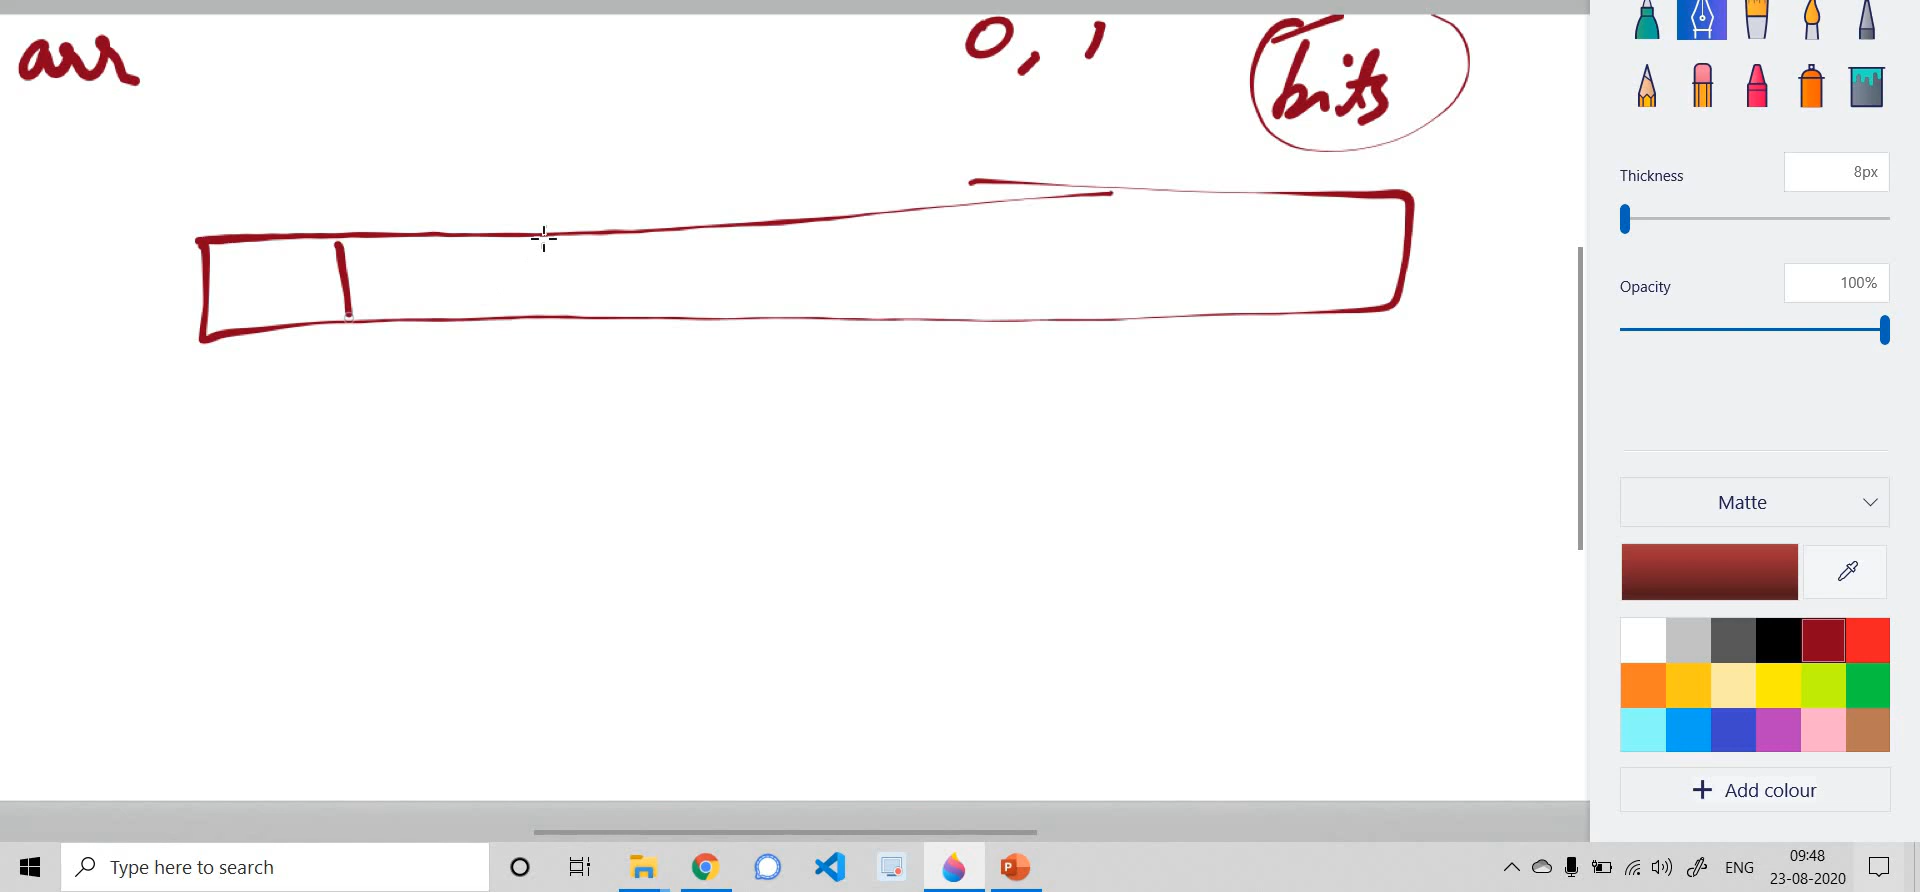 arr
0, 1
bits
Thickness
8px
Opacity
100%
Matte
+ Add colour
Type here to search
ENG
09:48
23-08-2020